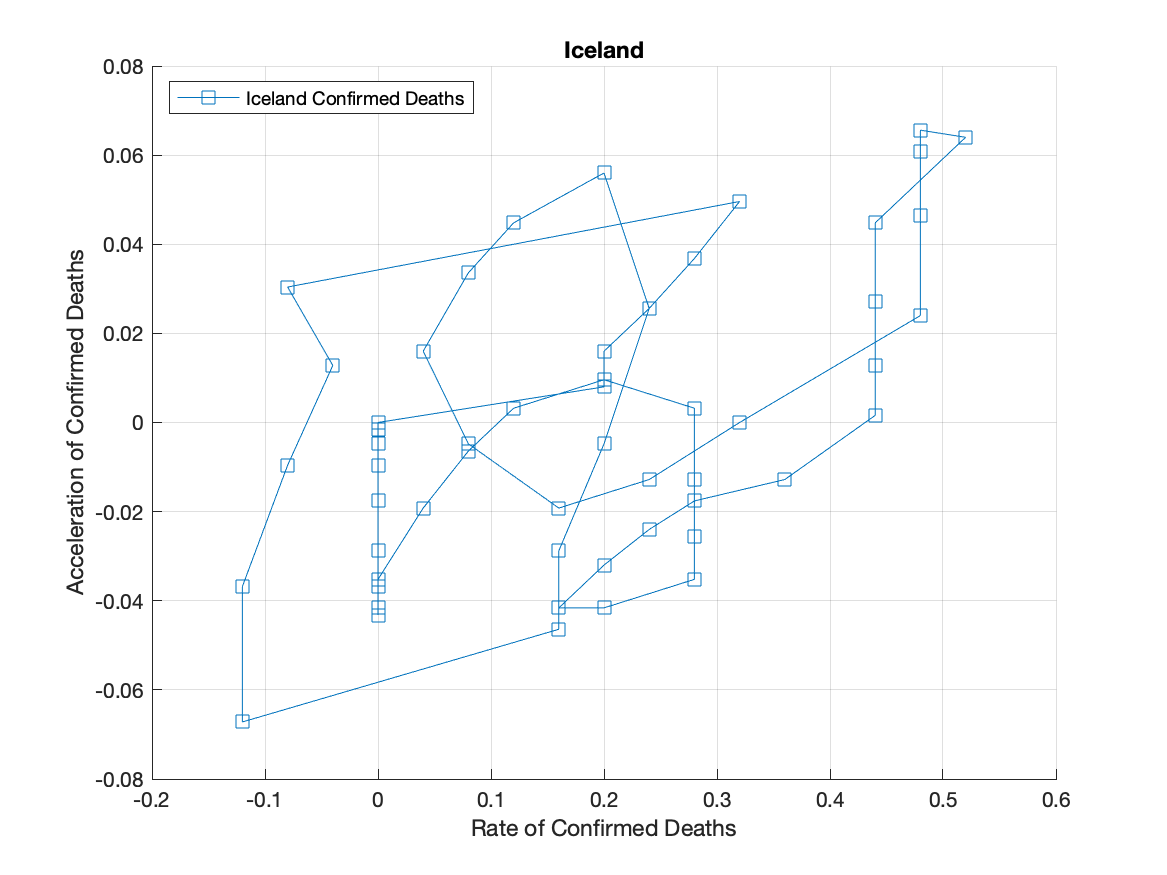 Iceland
Iceland Confirmed Deaths
0.08
0.06
0.04
0.02
0
-0.02
-0.04
-0.06
-0.08
Acceleration of Confirmed Deaths
-0.2 -0.1 0 0.1 0.2 0.3 0.4 0.5 0.6
Rate of Confirmed Deaths